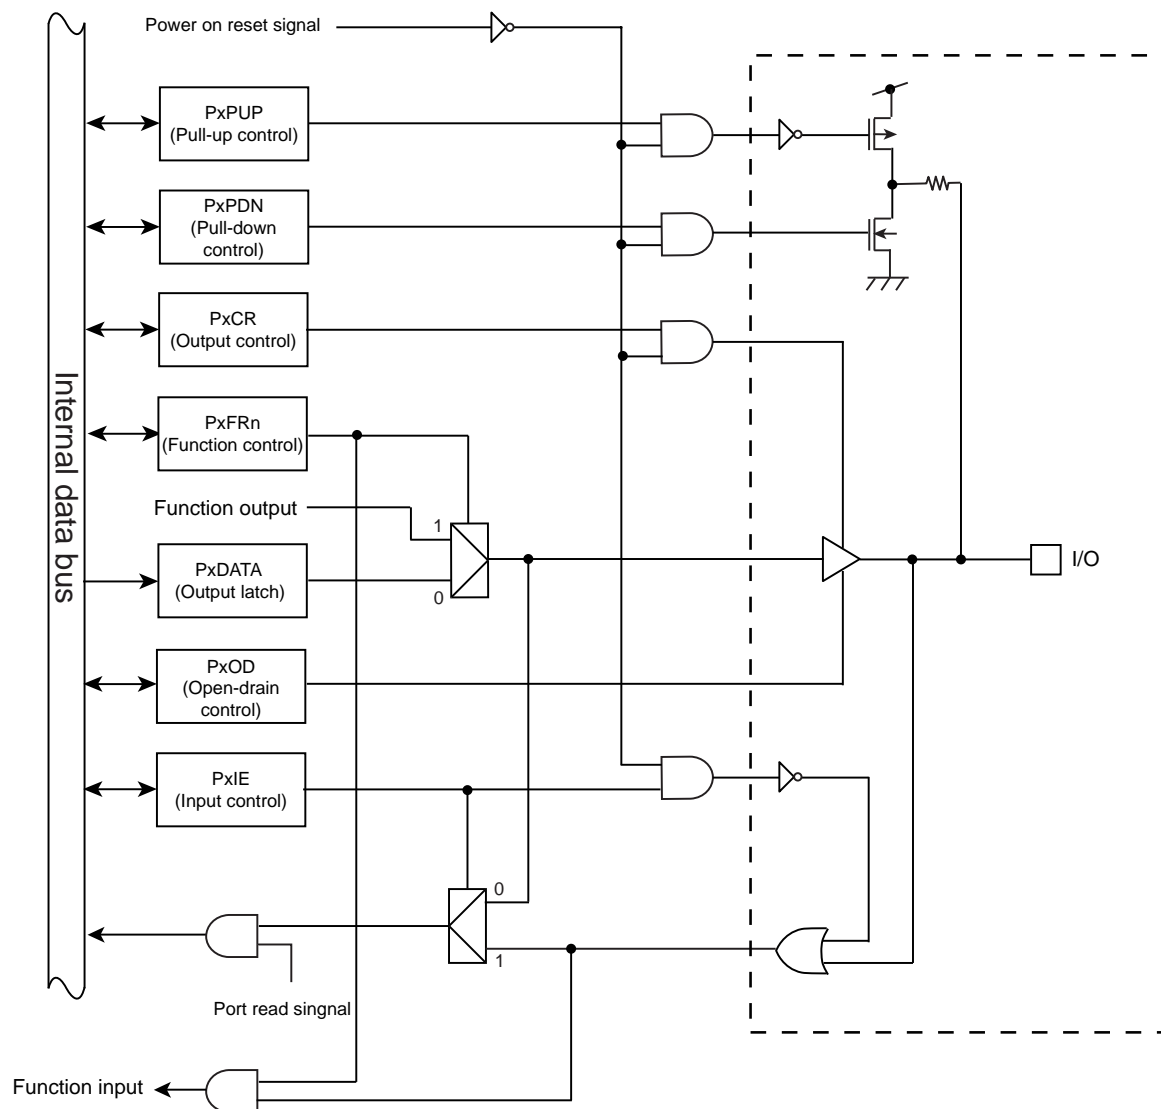 Power on reset signal
PxPUP
(Pull-up control)
PxPDN
(Pull-down
control)
PxCR
(Output control)
Internal data bus
PxFRn
(Function control)
Function output
1
0
PxDATA
(Output latch)
I/O
PxOD
(Open-drain
control)
PxIE
(Input control)
0
1
Port read singnal
Function input